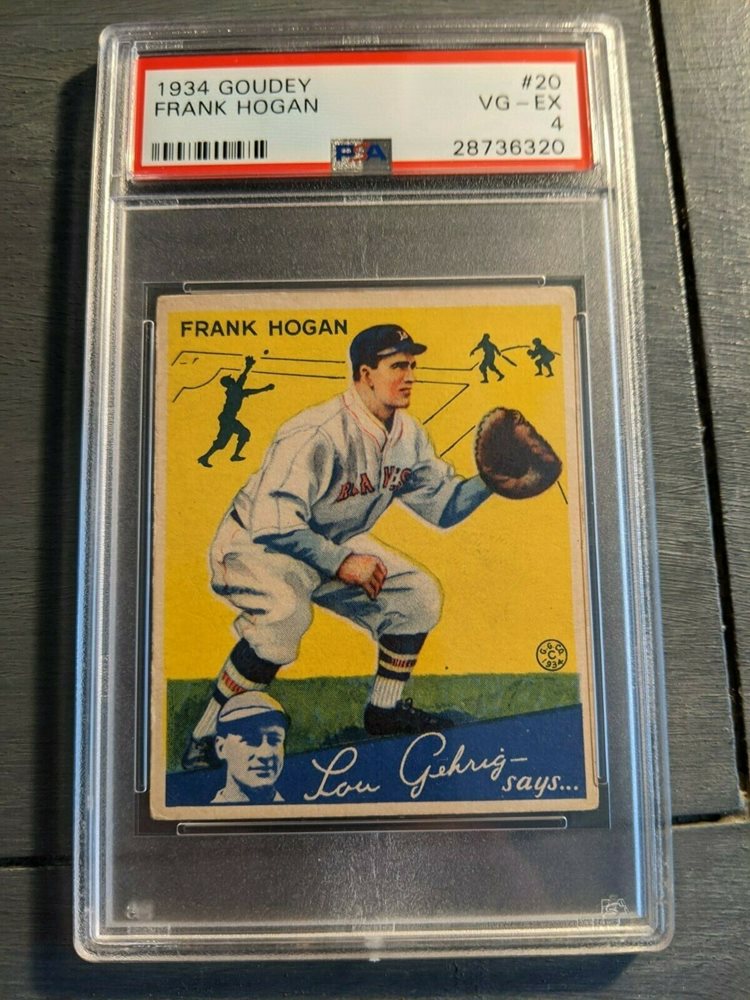 1934 GOUDEY #20
FRANK HOGAN VG - EX
4
PSA 28736320
FRANK HOGAN
BRAVES
G.G.CO.
C
1934
Lou Gehrig-
says...